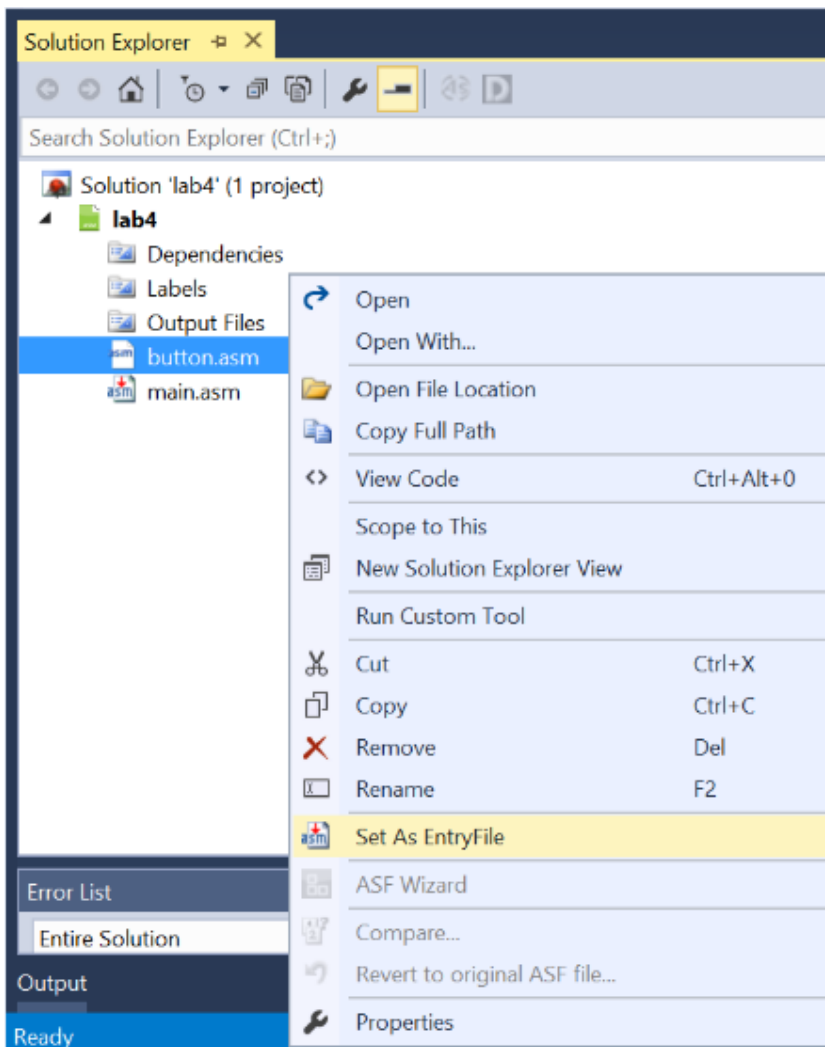 Solution Explorer
Search Solution Explorer (Ctrl+;)
Solution 'lab4' (1 project)
lab4
Dependencies
Labels
Output Files
button.asm
main.asm
Open
Open With...
Open File Location
Copy Full Path
View Code Ctrl+Alt+0
Scope to This
New Solution Explorer View
Run Custom Tool
Cut Ctrl+X
Copy Ctrl+C
Remove Del
Rename F2
Set As EntryFile
ASF Wizard
Compare...
Revert to original ASF file...
Properties
Error List
Entire Solution
Output
Ready